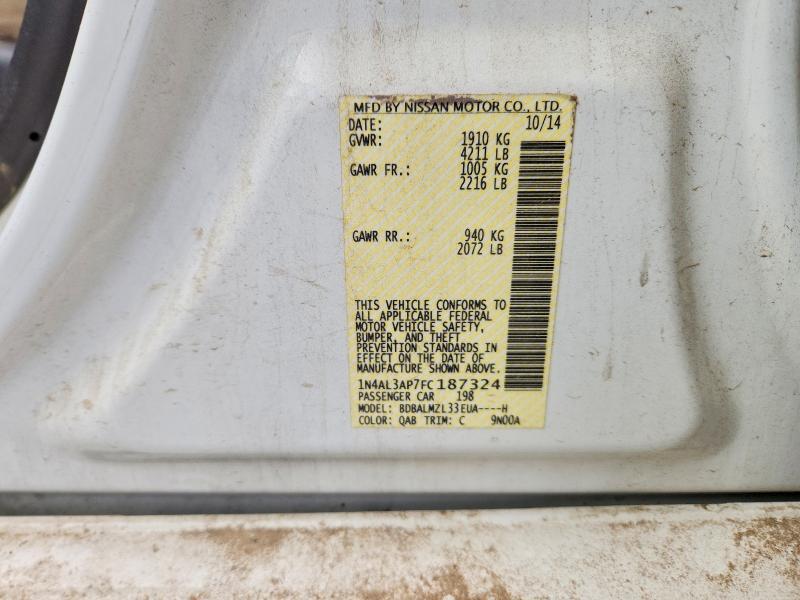 MFD BY NISSAN MOTOR CO., LTD.
DATE: 10/14
GVWR: 1910 KG
4211 LB
GAWR FR.: 1005 KG
2216 LB
GAWR RR.: 940 KG
2072 LB
THIS VEHICLE CONFORMS TO
ALL APPLICABLE FEDERAL
MOTOR VEHICLE SAFETY,
BUMPER, AND THEFT
PREVENTION STANDARDS IN
EFFECT ON THE DATE OF
MANUFACTURE SHOWN ABOVE.
1N4AL3AP7FC187324
PASSENGER CAR 198
MODEL: BDBALMZL33EUA----H
COLOR: QAB TRIM: C 9N00A